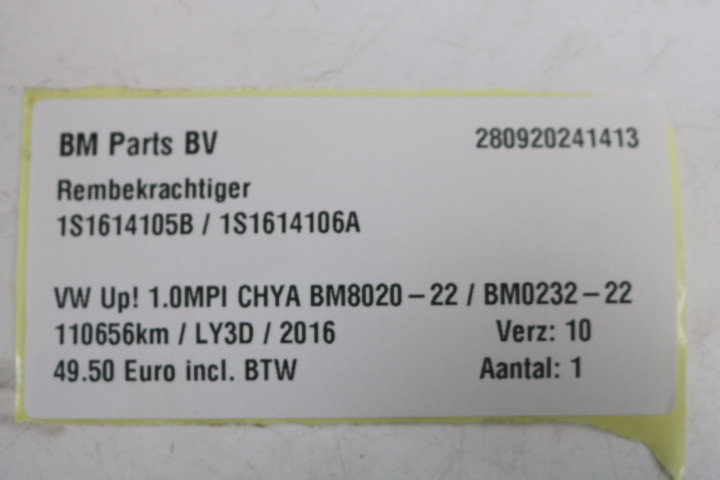 BM Parts BV 280920241413
Rembekrachtiger
1S1614105B / 1S1614106A
VW Up! 1.0MPI CHYA BM8020-22 / BM0232-22
110656km / LY3D / 2016 Verz: 10
49.50 Euro incl. BTW Aantal: 1